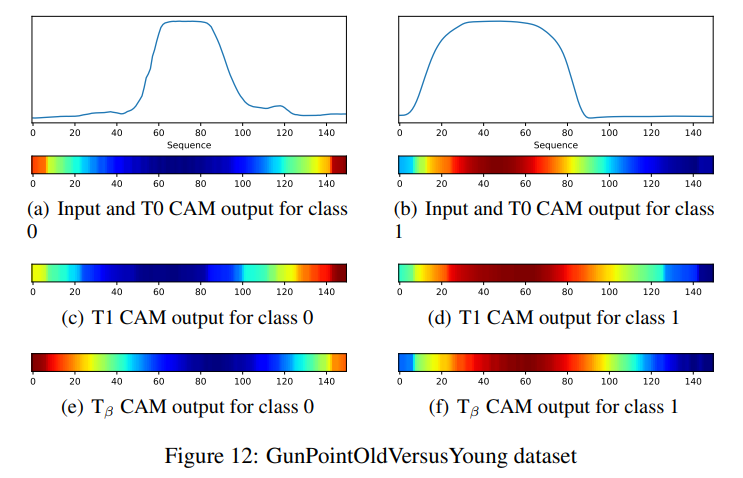 0 20 40 60 80 100 120 140
Sequence
0 20 40 60 80 100 120 140
(a) Input and T0 CAM output for class
0
0 20 40 60 80 100 120 140
Sequence
0 20 40 60 80 100 120 140
(b) Input and T0 CAM output for class
1
0 20 40 60 80 100 120 140
(c) T1 CAM output for class 0
0 20 40 60 80 100 120 140
(d) T1 CAM output for class 1
0 20 40 60 80 100 120 140
(e) Tβ CAM output for class 0
0 20 40 60 80 100 120 140
(f) Tβ CAM output for class 1
Figure 12: GunPointOldVersusYoung dataset